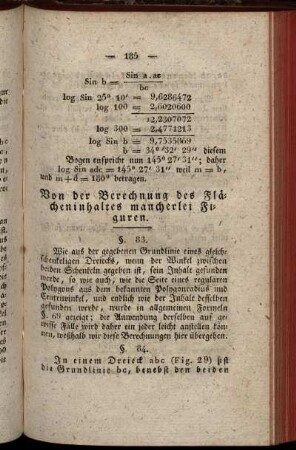 — 185 —
Sin b = Sin a . ac
bc
log Sin 25° 10' = 9,6286472
log 100 = 2,6020600
12,2307072
log 300 = 2,4771213
log Sin b = 9,7535869
b = 34° 32' 29'' diesem
Bogen entspricht nun 145° 27' 31''; daher
log Sin adc = 145° 27' 31'' weil m = b,
und m + d = 180° betragen.
Von der Berechnung des Flä-
cheninhaltes mancherlei Fi-
guren.
§. 83.
Wie aus der gegebenen Grundlinie eines gleich-
schenkeligen Dreiecks, wenn der Winkel zwischen
beiden Schenkeln gegeben ist, sein Inhalt gefunden
werde, so wie auch, wie die Seite eines regulären
Polygons aus dem bekannten Polygonradius und
Centriwinkel, und endlich wie der Inhalt desselben
gefunden werde, wurde in allgemeinen Formeln
§. 69 gezeigt; die Anwendung derselben auf ge-
wisse Fälle wird daher ein jeder leicht anstellen kön-
nen, weshalb wir diese Berechnungen hier übergehen.
§. 84.
In einem Dreieck abc (Fig. 29) ist
die Grundlinie bc, benebst den beiden